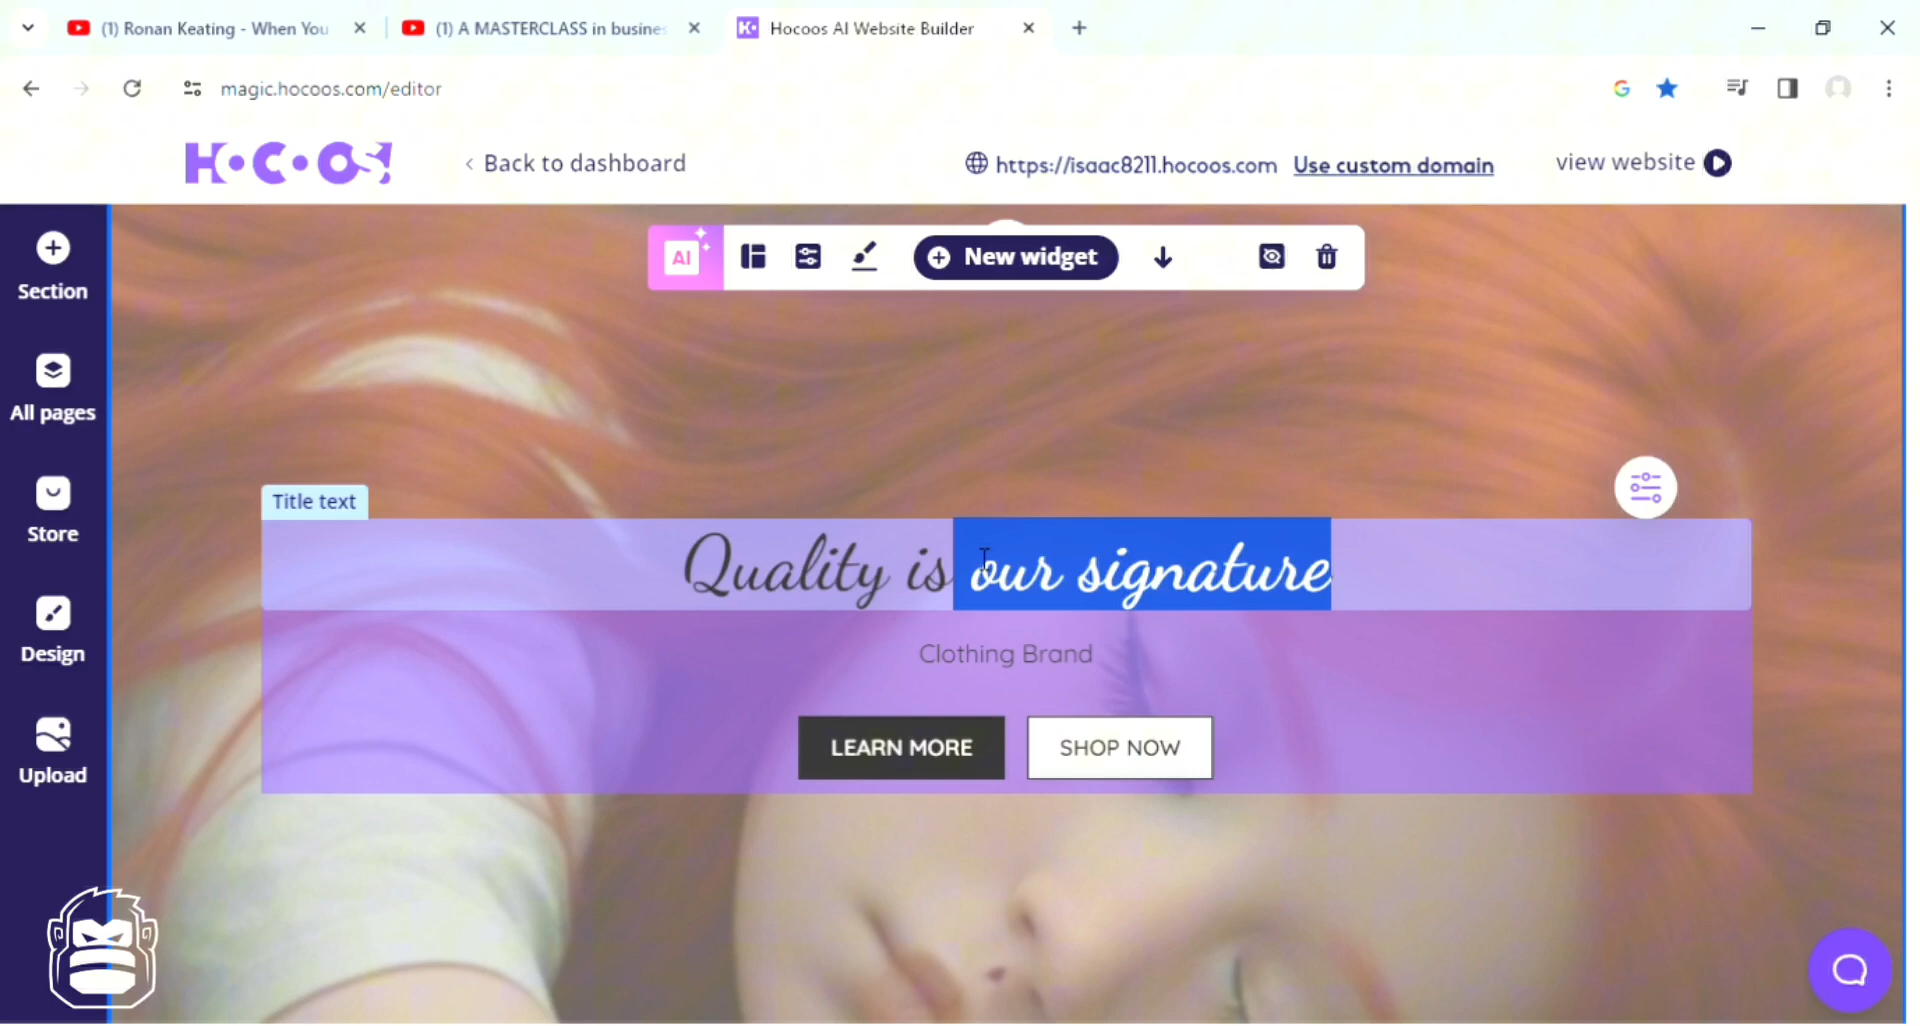 (1) Ronan Keating - When You
(1) A MASTERCLASS in busine
Hocoos AI Website Builder
magic.hocoos.com/editor
HOCOOS!
Back to dashboard
https://isaac8211.hocoos.com
Use custom domain
view website
AI
New widget
Section
All pages
Store
Design
Upload
Title text
Quality is our signature
Clothing Brand
LEARN MORE
SHOP NOW